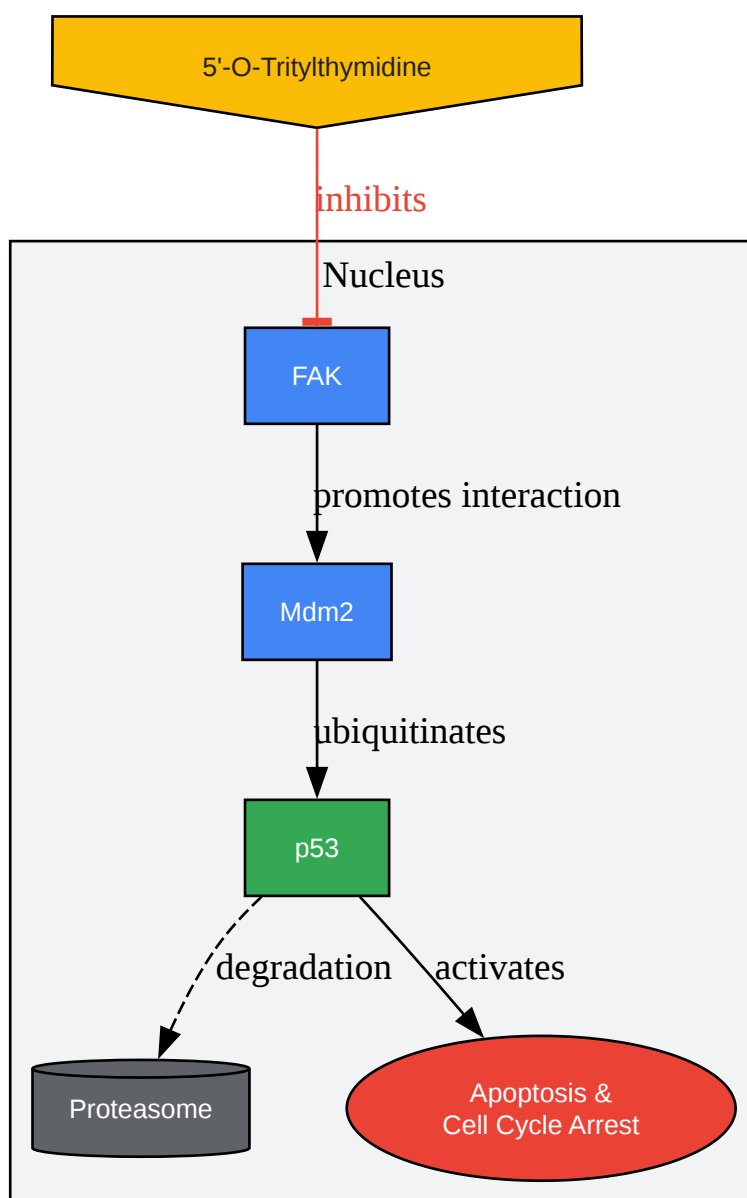 5'-O-Tritylthymidine
inhibits
Nucleus
FAK
promotes interaction
Mdm2
ubiquitinates
p53
degradation
activates
Proteasome
Apoptosis &
Cell Cycle Arrest